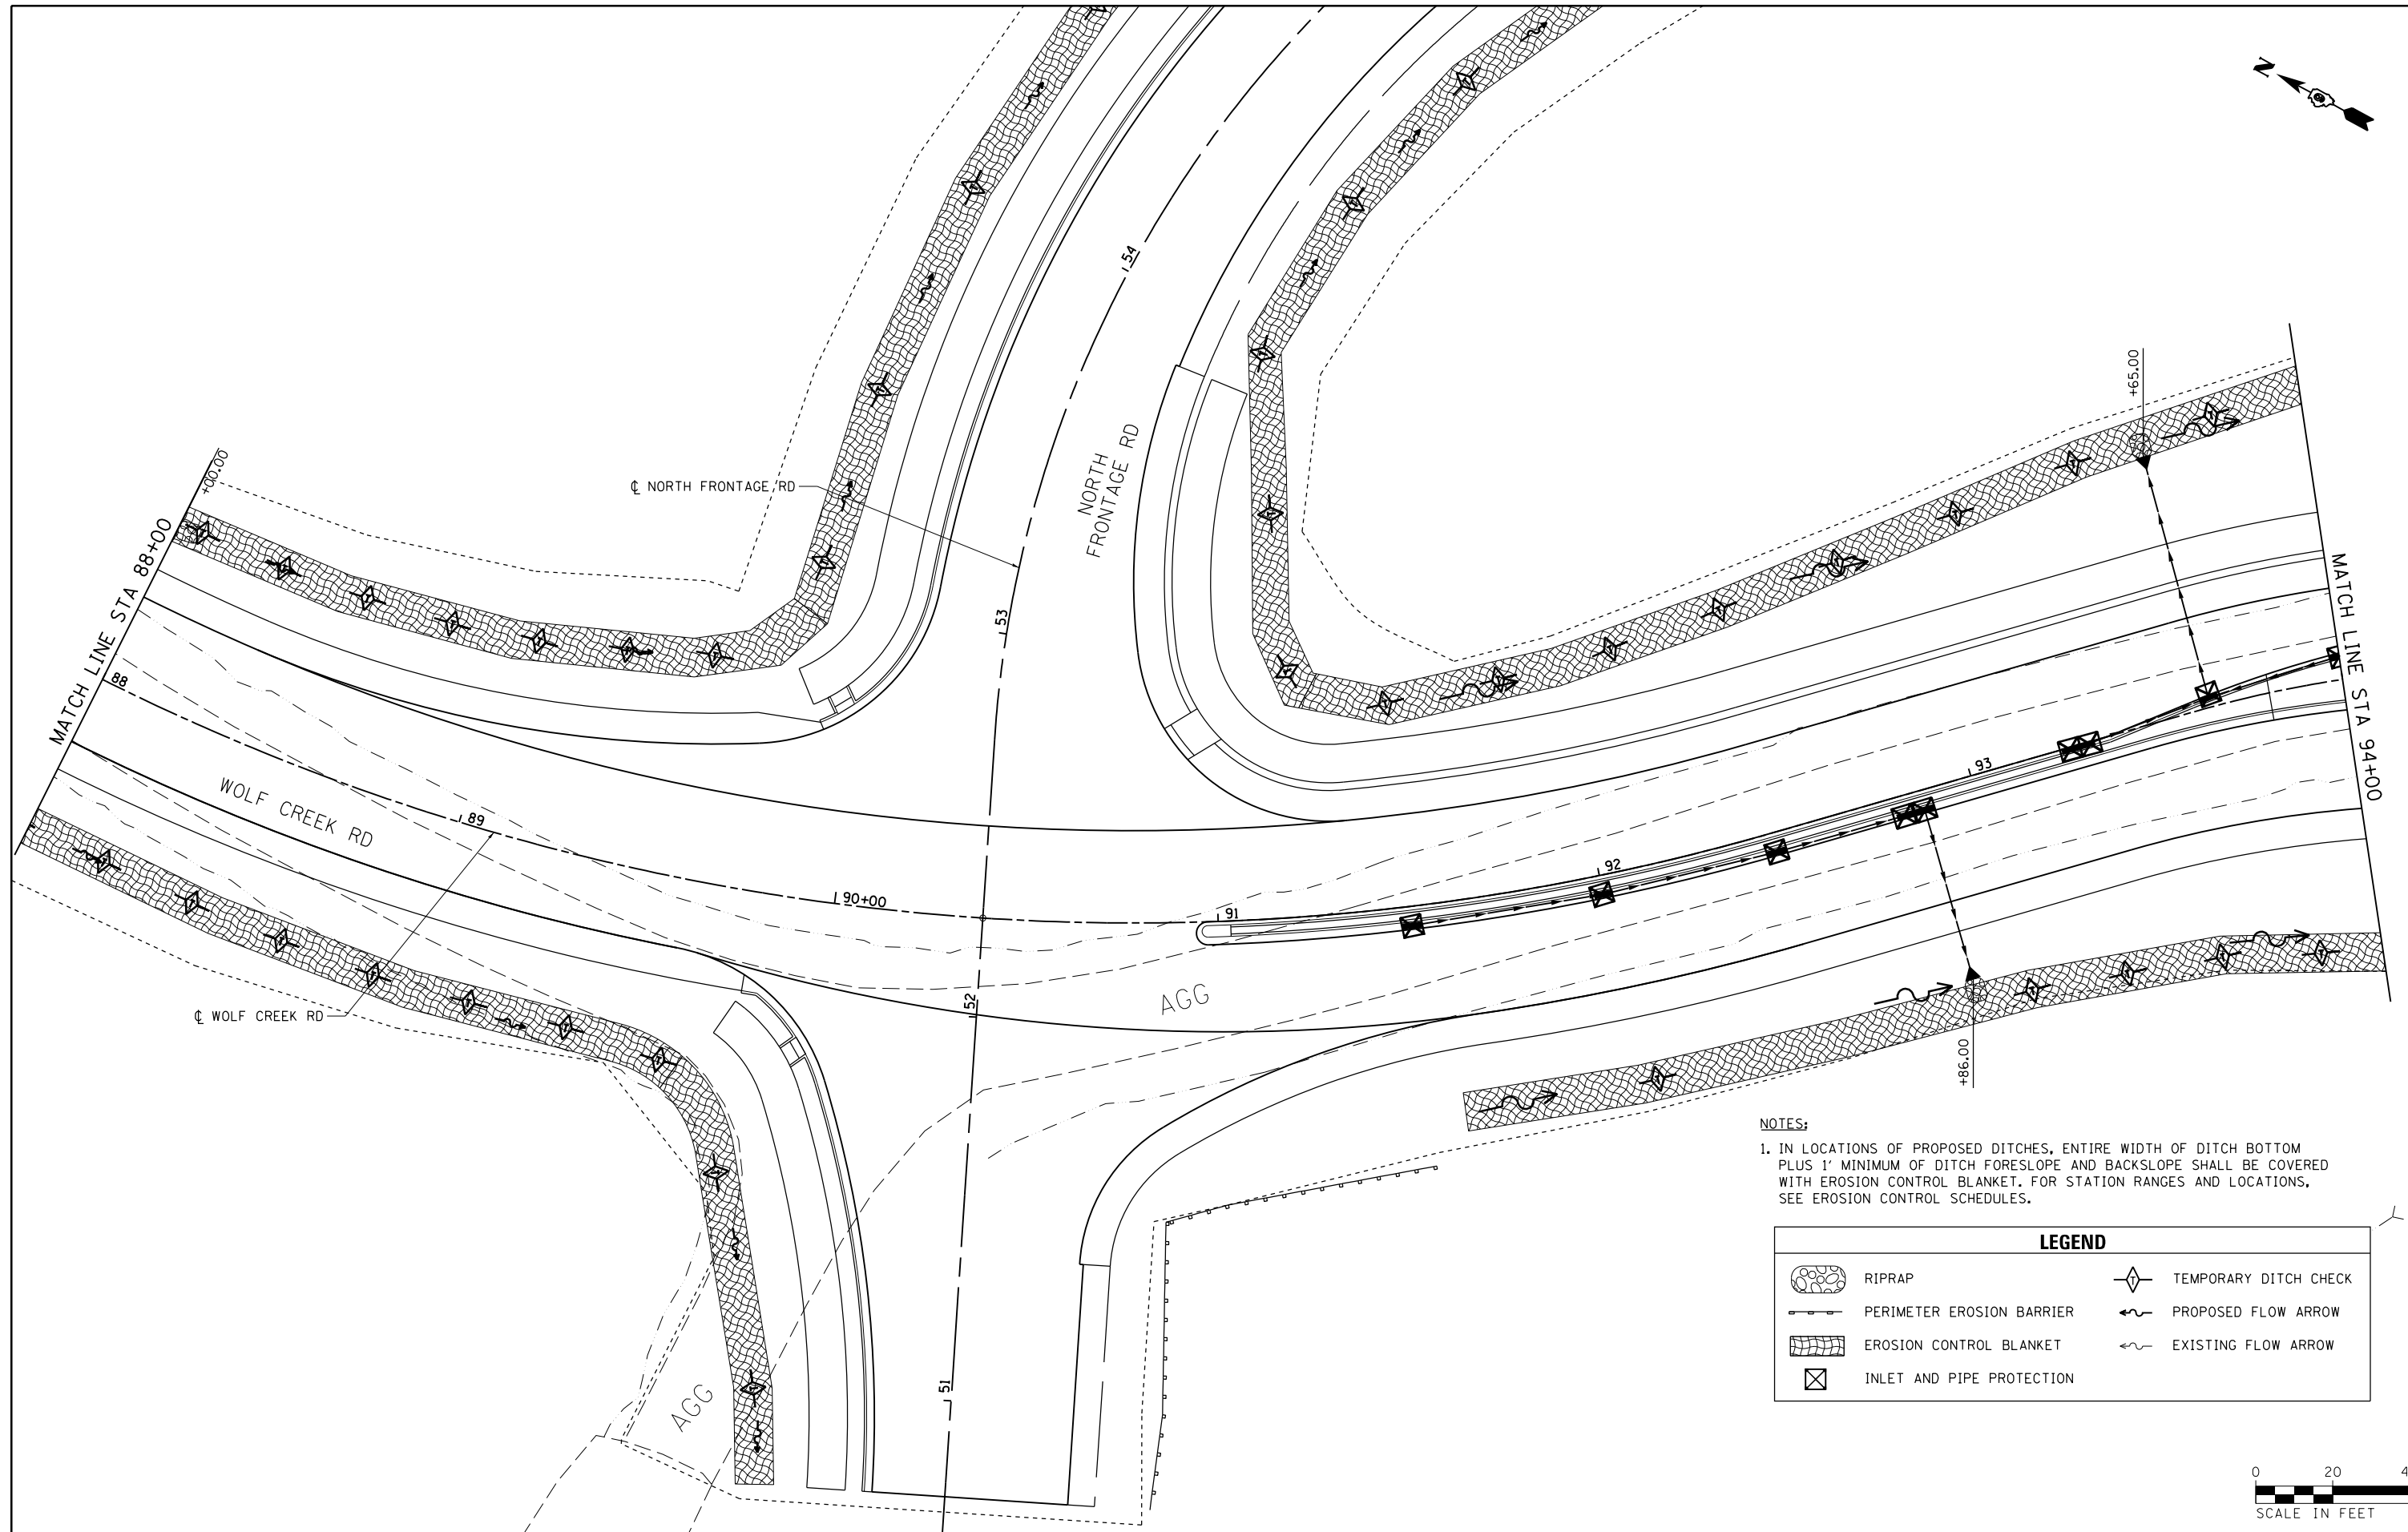 N
54
+65.00
NORTH
FRONTAGE RD
℄ NORTH FRONTAGE RD
+00.00
MATCH LINE STA 88+00
53
88
MATCH LINE STA 94+00
WOLF CREEK RD
89
93
92
90+00
91
52
AGG
℄ WOLF CREEK RD
+86.00
NOTES:
1. IN LOCATIONS OF PROPOSED DITCHES, ENTIRE WIDTH OF DITCH BOTTOM
PLUS 1' MINIMUM OF DITCH FORESLOPE AND BACKSLOPE SHALL BE COVERED
WITH EROSION CONTROL BLANKET. FOR STATION RANGES AND LOCATIONS,
SEE EROSION CONTROL SCHEDULES.
LEGEND
RIPRAP
T TEMPORARY DITCH CHECK
PERIMETER EROSION BARRIER
PROPOSED FLOW ARROW
EROSION CONTROL BLANKET
EXISTING FLOW ARROW
INLET AND PIPE PROTECTION
51
AGG
0 20 4
SCALE IN FEET